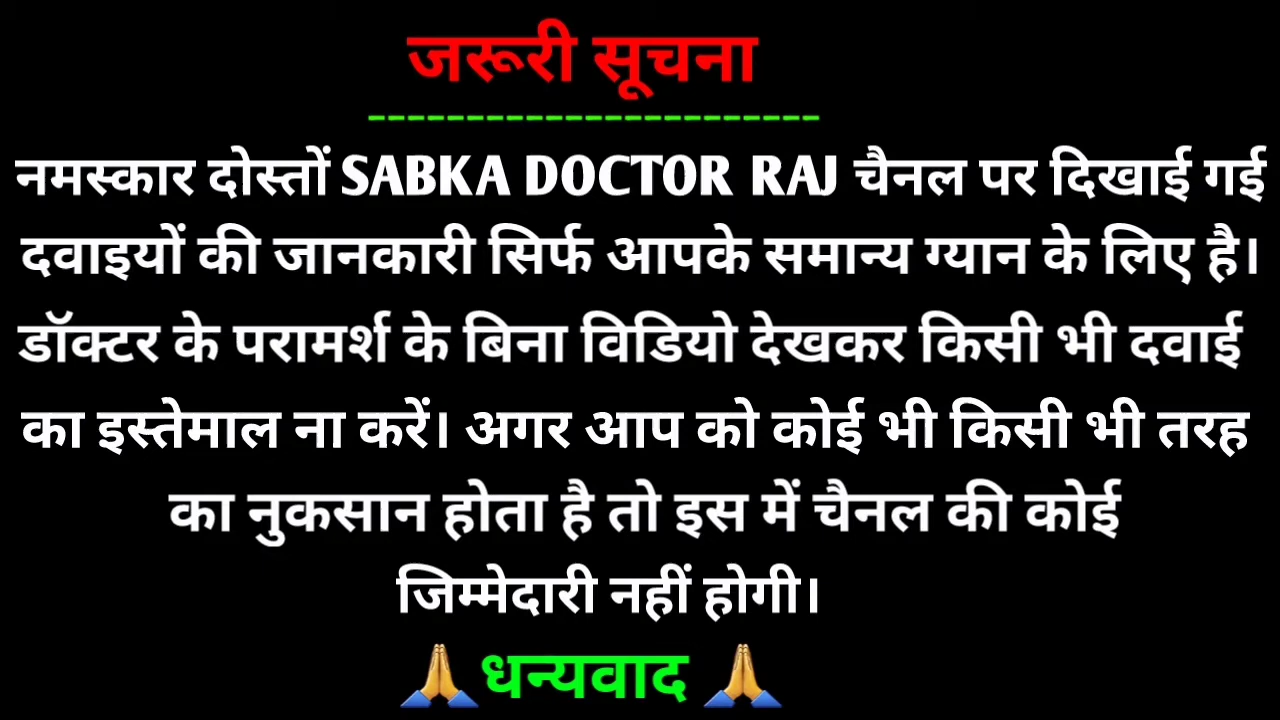 जरूरी सूचना
-----------------------
नमस्कार दोस्तों SABKA DOCTOR RAJ चैनल पर दिखाई गई
दवाइयों की जानकारी सिर्फ आपके समान्य ग्यान के लिए है।
डॉक्टर के परामर्श के बिना विडियो देखकर किसी भी दवाई
का इस्तेमाल ना करें। अगर आप को कोई भी किसी भी तरह
का नुकसान होता है तो इस में चैनल की कोई
जिम्मेदारी नहीं होगी।
🙏धन्यवाद 🙏